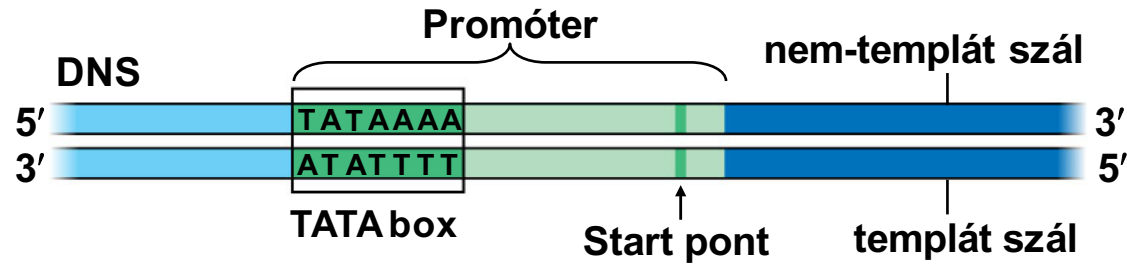 Promóter
nem-templát szál
DNS
5′ TATAAAA 3′
3′ ATATTTT 5′
TATA box
Start pont
templát szál